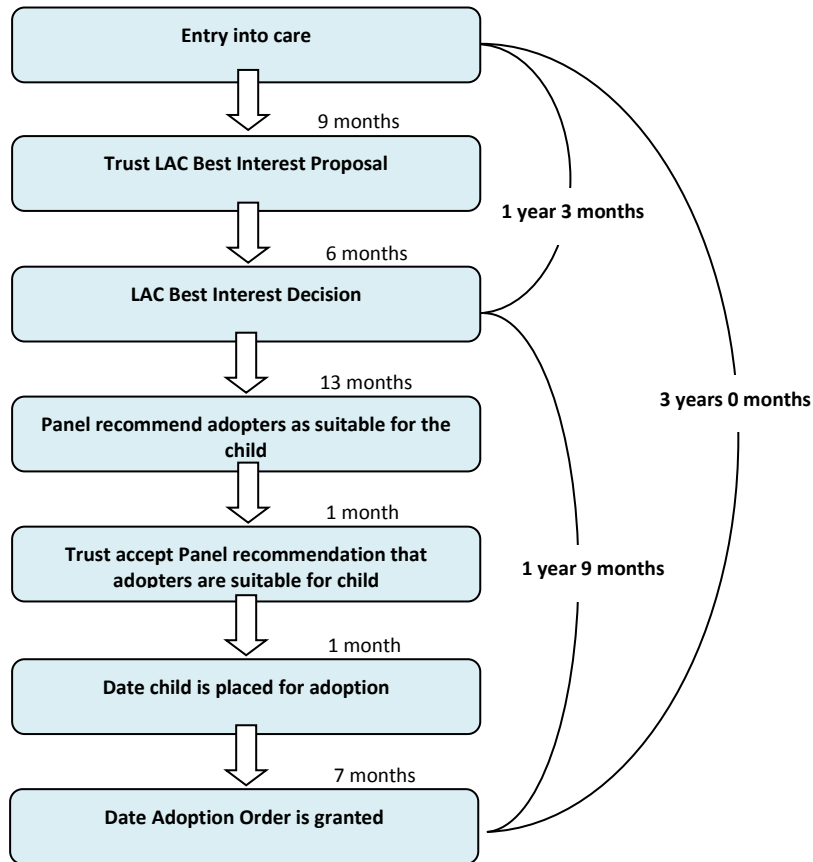 Entry into care
9 months
Trust LAC Best Interest Proposal
1 year 3 months
6 months
LAC Best Interest Decision
13 months
3 years 0 months
Panel recommend adopters as suitable for the
child
1 month
Trust accept Panel recommendation that
adopters are suitable for child
1 year 9 months
1 month
Date child is placed for adoption
7 months
Date Adoption Order is granted